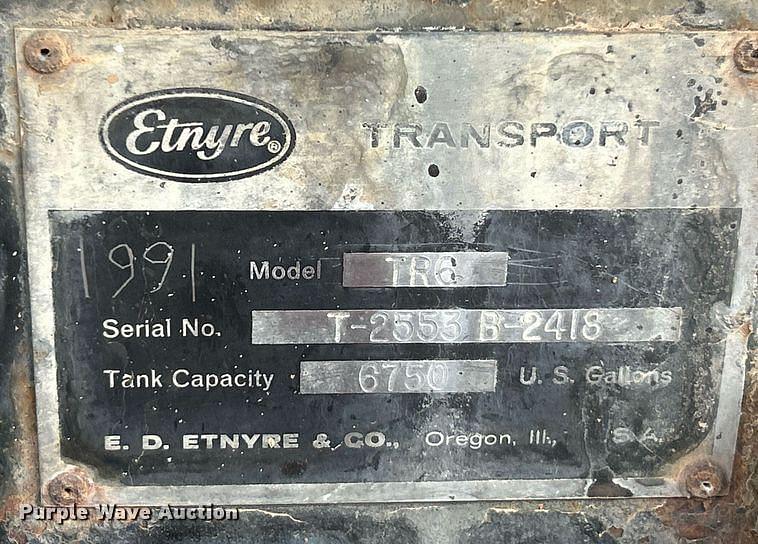 Etnyre® TRANSPORT
1991 Model TR6
Serial No. T-2553 B-2418
Tank Capacity 6750 U. S. Gallons
E. D. ETNYRE & CO., Oregon, Ill., S.A.
Purple Wave Auction